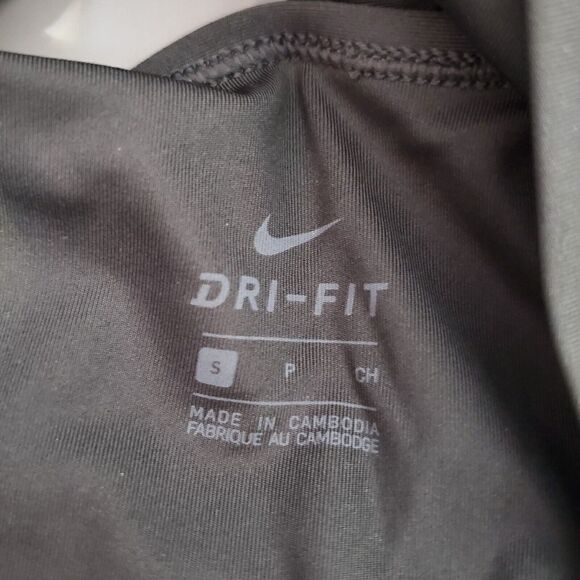 DRI-FIT
S P CH
MADE IN CAMBODIA
FABRIQUE AU CAMBODGE